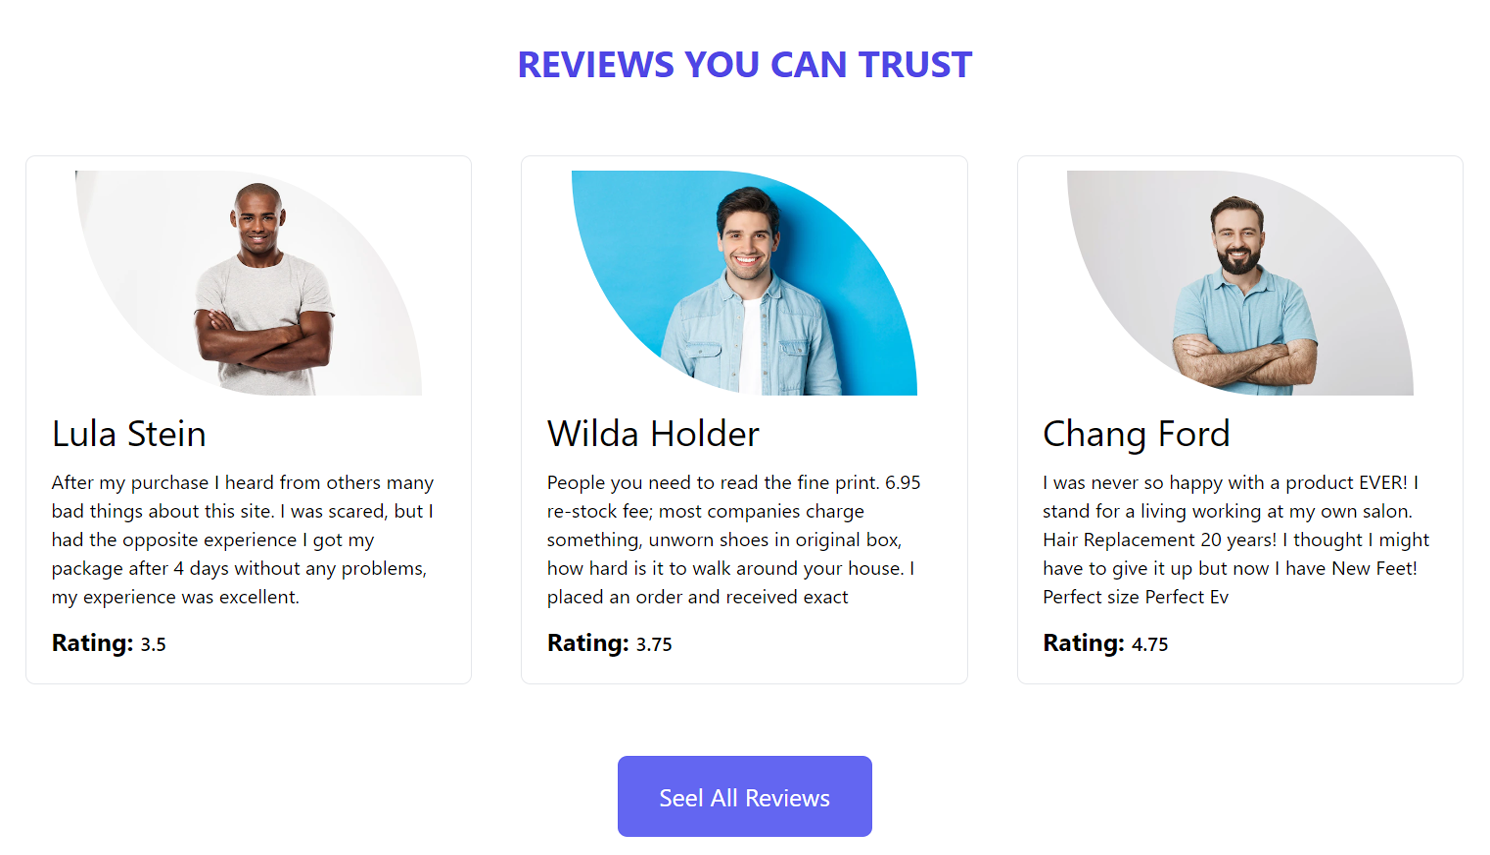 REVIEWS YOU CAN TRUST
Lula Stein
After my purchase I heard from others many
bad things about this site. I was scared, but I
had the opposite experience I got my
package after 4 days without any problems,
my experience was excellent.
Rating: 3.5
Wilda Holder
People you need to read the fine print. 6.95
re-stock fee; most companies charge
something, unworn shoes in original box,
how hard is it to walk around your house. I
placed an order and received exact
Rating: 3.75
Chang Ford
I was never so happy with a product EVER! I
stand for a living working at my own salon.
Hair Replacement 20 years! I thought I might
have to give it up but now I have New Feet!
Perfect size Perfect Ev
Rating: 4.75
Seel All Reviews